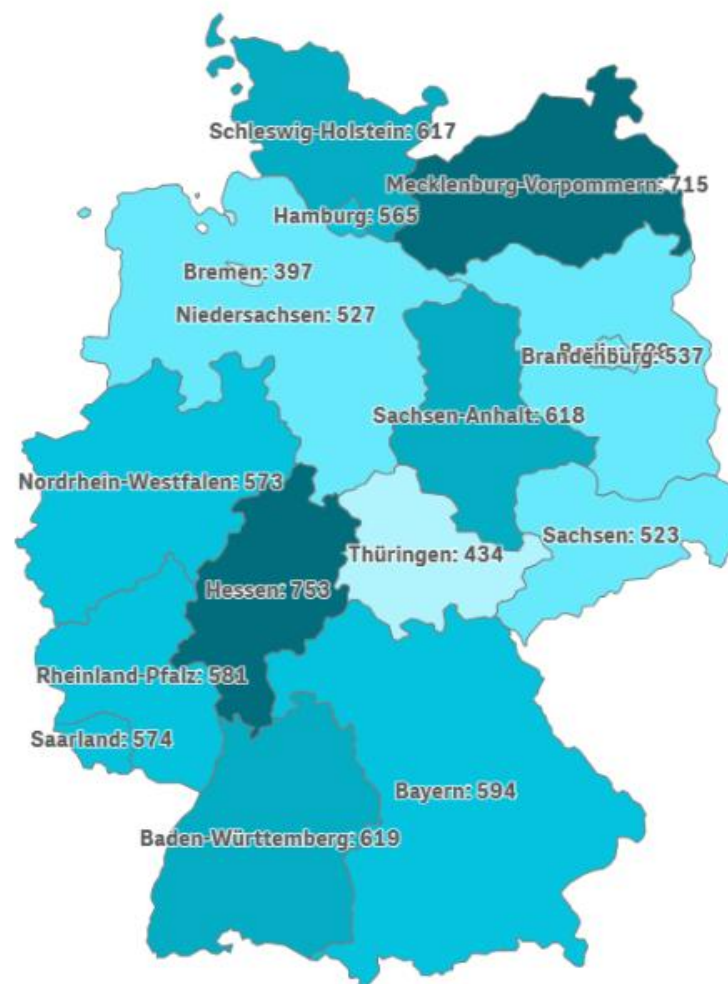 Schleswig-Holstein: 617
Mecklenburg-Vorpommern: 715
Hamburg: 565
Bremen: 397
Niedersachsen: 527
Brandenburg: 537
Sachsen-Anhalt: 618
Nordrhein-Westfalen: 573
Sachsen: 523
Thüringen: 434
Hessen: 753
Rheinland-Pfalz: 581
Saarland: 574
Bayern: 594
Baden-Württemberg: 619